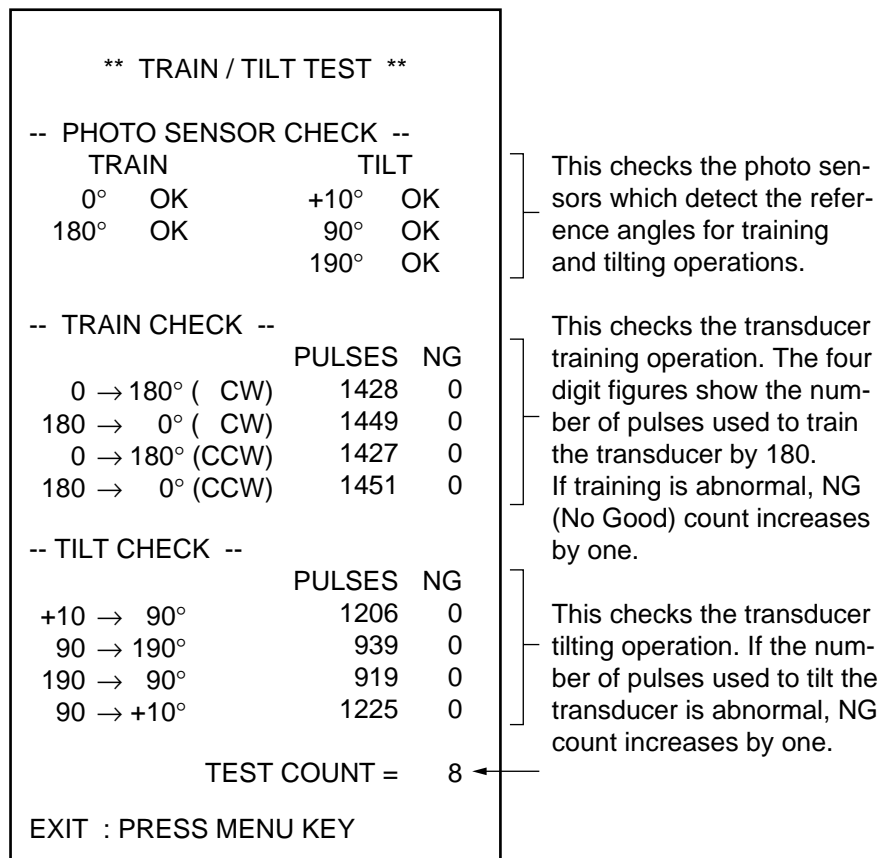 ** TRAIN / TILT TEST **
-- PHOTO SENSOR CHECK --
TRAIN TILT
0° OK +10° OK
180° OK 90° OK
190° OK
This checks the photo sen-
sors which detect the refer-
ence angles for training
and tilting operations.
-- TRAIN CHECK --
PULSES NG
0 → 180° ( CW) 1428 0
180 → 0° ( CW) 1449 0
0 → 180° (CCW) 1427 0
180 → 0° (CCW) 1451 0
This checks the transducer
training operation. The four
digit figures show the num-
ber of pulses used to train
the transducer by 180.
If training is abnormal, NG
(No Good) count increases
by one.
-- TILT CHECK --
PULSES NG
+10 → 90° 1206 0
90 → 190° 939 0
190 → 90° 919 0
90 → +10° 1225 0
This checks the transducer
tilting operation. If the num-
ber of pulses used to tilt the
transducer is abnormal, NG
count increases by one.
TEST COUNT = 8
EXIT : PRESS MENU KEY